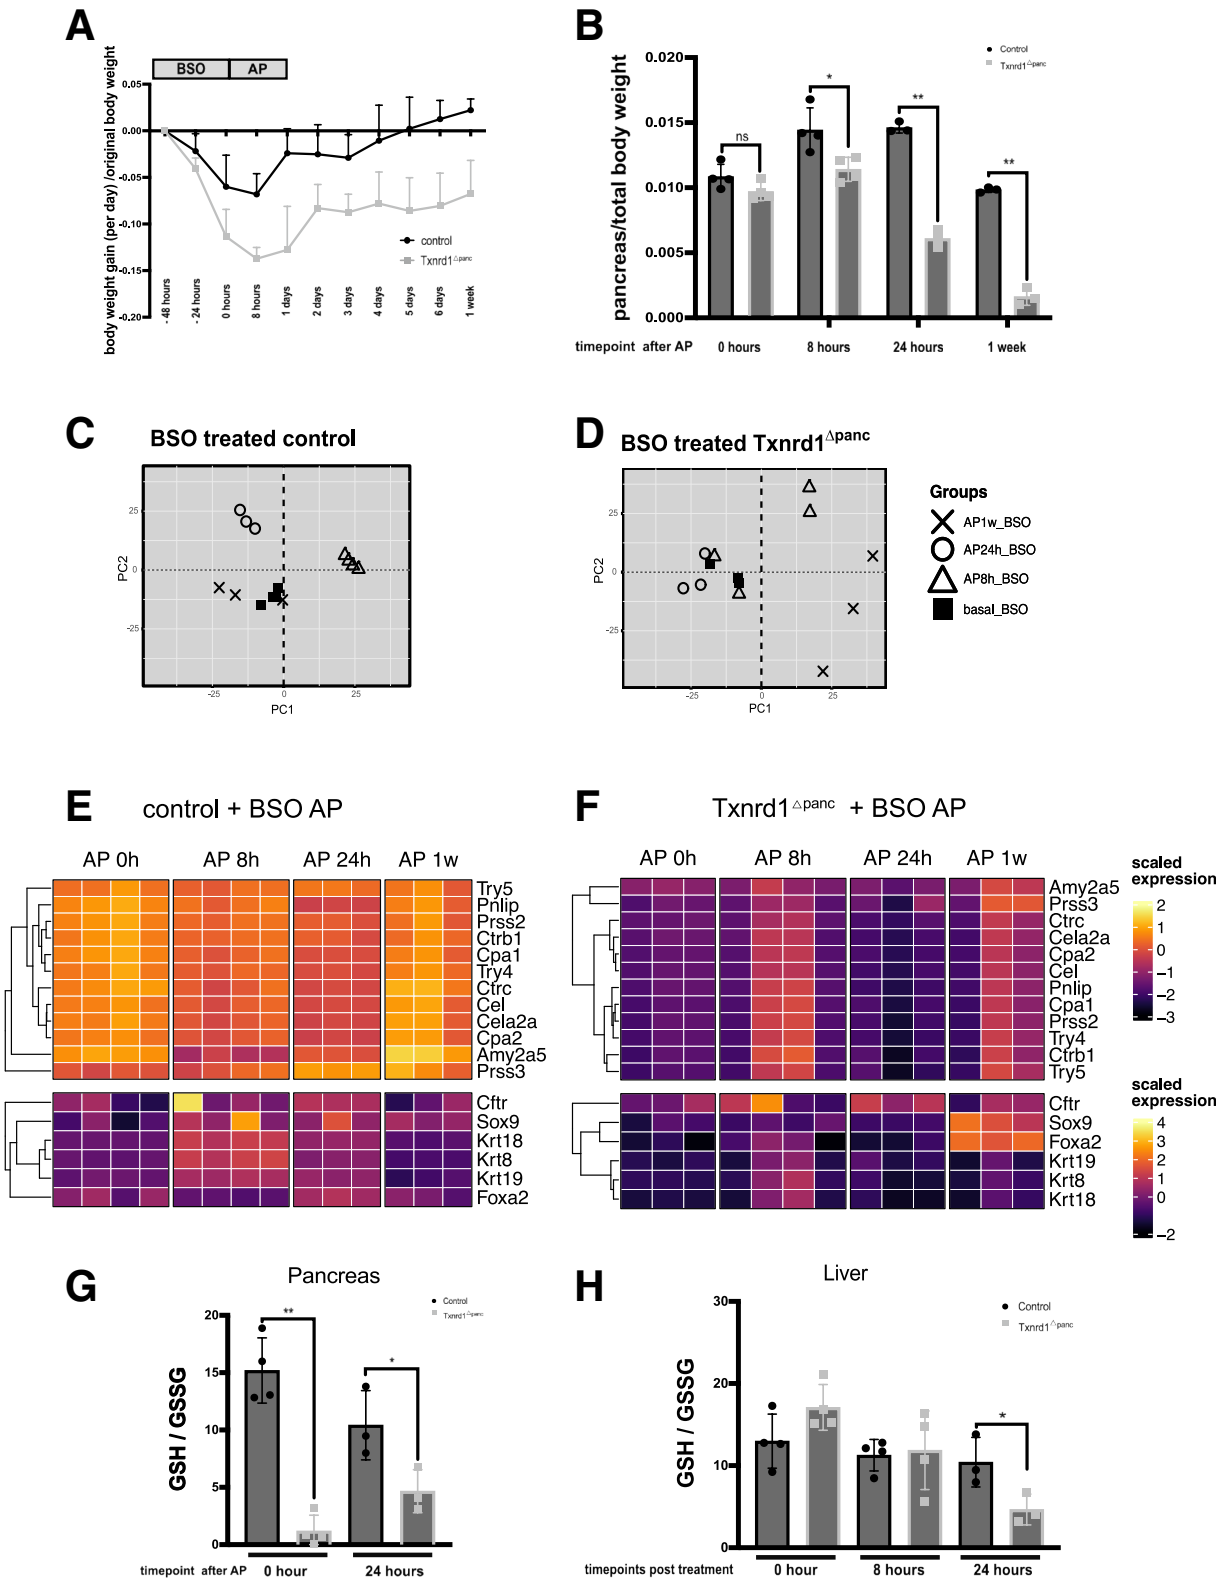 A
BSO AP
body weight gain (per day) /original body weight
0.05
0.00
-0.05
-0.10
-0.15
-0.20
control
Txnrd1△panc
- 48 hours
- 24 hours
0 hours
8 hours
1 days
2 days
3 days
4 days
5 days
6 days
1 week
B
Control
Txnrd1△panc
pancreas/total body weight
0.020
0.015
0.010
0.005
0.000
ns
*
**
**
timepoint after AP 0 hours 8 hours 24 hours 1 week
C
BSO treated control
PC2
25
0
-25
-25 0 25
PC1
D
BSO treated Txnrd1Δpanc
PC2
25
0
-25
-25 0 25
PC1
Groups
AP1w_BSO
AP24h_BSO
AP8h_BSO
basal_BSO
E
control + BSO AP
AP 0h AP 8h AP 24h AP 1w
Try5
Pnlip
Prss2
Ctrb1
Cpa1
Try4
Ctrc
Cel
Cela2a
Cpa2
Amy2a5
Prss3
Cftr
Sox9
Krt18
Krt8
Krt19
Foxa2
F
Txnrd1△panc + BSO AP
AP 0h AP 8h AP 24h AP 1w
Amy2a5
Prss3
Ctrc
Cela2a
Cpa2
Cel
Pnlip
Cpa1
Prss2
Try4
Ctrb1
Try5
Cftr
Sox9
Foxa2
Krt19
Krt8
Krt18
scaled
expression
2
1
0
−1
−2
−3
scaled
expression
4
3
2
1
0
−2
G
Pancreas
Control
Txnrd1△panc
GSH / GSSG
20
15
10
5
0
**
*
timepoint after AP 0 hour 24 hours
H
Liver
Control
Txnrd1△panc
GSH / GSSG
30
20
10
0
*
timepoints post treatment 0 hour 8 hours 24 hours